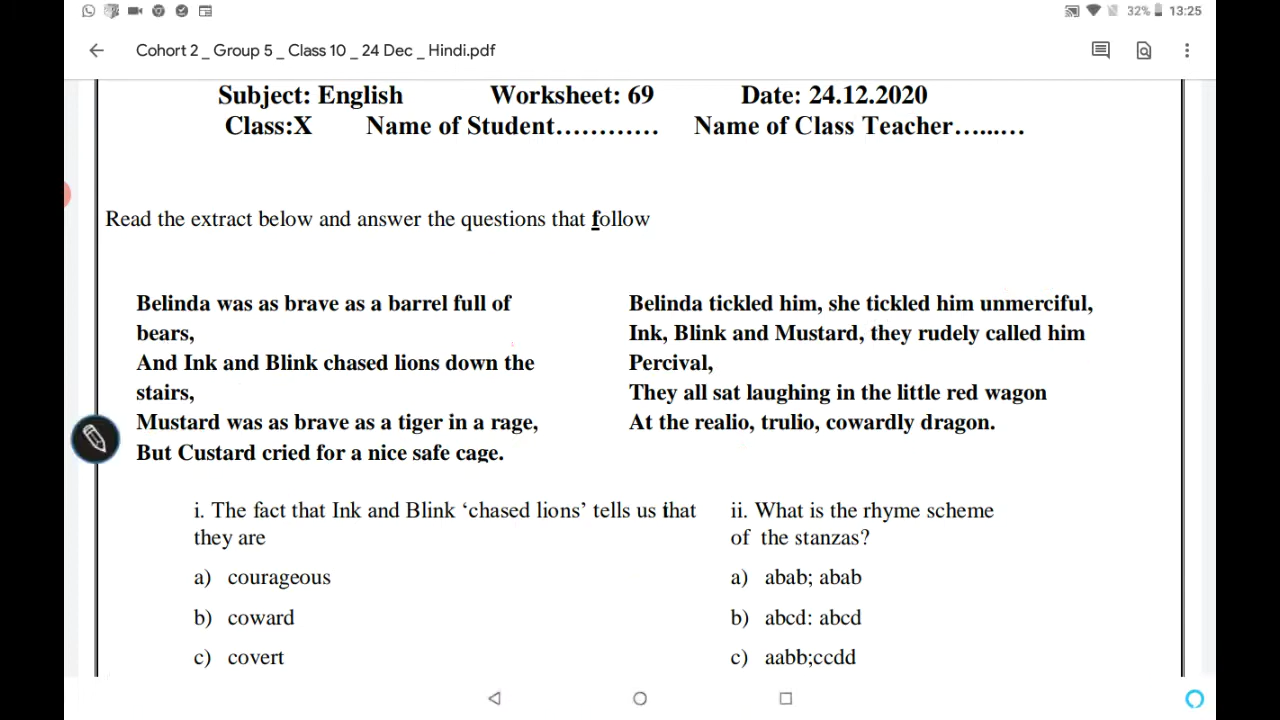 32% 13:25
Cohort 2 _ Group 5 _ Class 10 _ 24 Dec _ Hindi.pdf
Subject: English Worksheet: 69 Date: 24.12.2020
Class:X Name of Student………… Name of Class Teacher…...…
Read the extract below and answer the questions that follow
Belinda was as brave as a barrel full of
bears,
And Ink and Blink chased lions down the
stairs,
Mustard was as brave as a tiger in a rage,
But Custard cried for a nice safe cage.
Belinda tickled him, she tickled him unmerciful,
Ink, Blink and Mustard, they rudely called him
Percival,
They all sat laughing in the little red wagon
At the realio, trulio, cowardly dragon.
i. The fact that Ink and Blink ‘chased lions’ tells us that
they are
a) courageous
b) coward
c) covert
ii. What is the rhyme scheme
of the stanzas?
a) abab; abab
b) abcd: abcd
c) aabb;ccdd